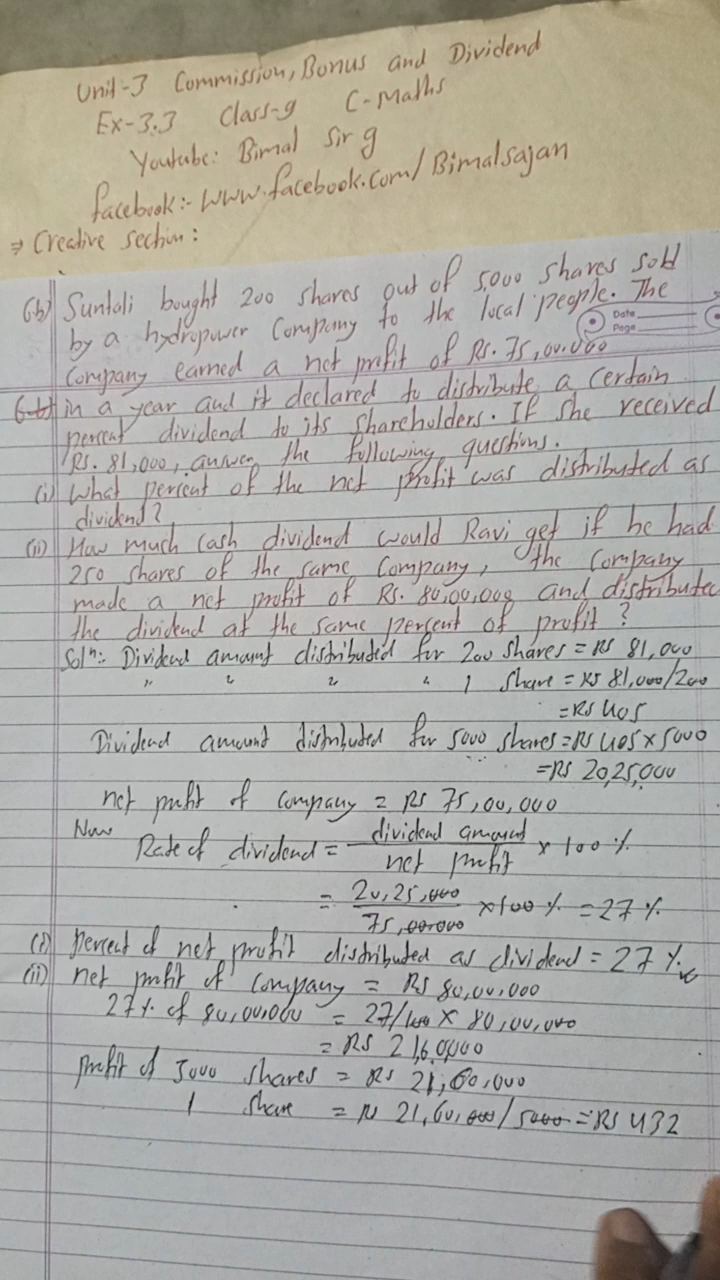 Unit-3 Commission, Bonus and Dividend
Ex-3.3 Class-9 C-Maths
Youtube: Bimal Sir g
facebook:- www.facebook.com/Bimalsajan
⇒ Creative section:
6b) Suntali bought 200 shares out of 5,000 shares sold
by a hydropower Company to the local people. The
Date
Page
Company earned a net profit of Rs. 75,00,000
in a year and it declared to distribute a certain
percent dividend to its shareholders. If she received
Rs. 81,000, answer the following questions.
(i) What percent of the net profit was distributed as
dividend?
(ii) How much cash dividend would Ravi get if he had
250 shares of the same Company, the Company
made a net profit of Rs. 80,00,000 and distributed
the dividend at the same percent of profit?
Solⁿ: Dividend amount distributed for 200 shares = RS 81,000
" " " " 1 share = RS 81,000/200
= RS 405
Dividend amount distributed for 5000 shares = RS 405 × 5000
= RS 20,25,000
net profit of company = RS 75,00,000
Now
Rate of dividend = dividend amount / net profit × 100 %
= 20,25,000 / 75,00,000 × 100 % = 27 %
(i) percent of net profit distributed as dividend = 27 %
(ii) net profit of company = RS 80,00,000
27 % of 80,00,000 = 27/100 × 80,00,000
= RS 21,60,000
profit of 5000 shares = RS 21,60,000
1 share = RS 21,60,000/5000 = RS 432